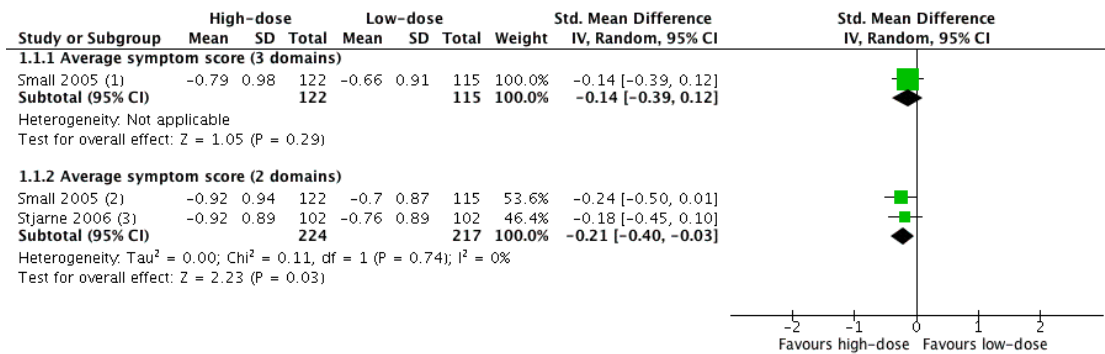 High-dose Low-dose Std. Mean Difference Std. Mean Difference
Study or Subgroup Mean SD Total Mean SD Total Weight IV, Random, 95% CI IV, Random, 95% CI
1.1.1 Average symptom score (3 domains)
Small 2005 (1) -0.79 0.98 122 -0.66 0.91 115 100.0% -0.14 [-0.39, 0.12]
Subtotal (95% CI) 122 115 100.0% -0.14 [-0.39, 0.12]
Heterogeneity: Not applicable
Test for overall effect: Z = 1.05 (P = 0.29)
1.1.2 Average symptom score (2 domains)
Small 2005 (2) -0.92 0.94 122 -0.7 0.87 115 53.6% -0.24 [-0.50, 0.01]
Stjarne 2006 (3) -0.92 0.89 102 -0.76 0.89 102 46.4% -0.18 [-0.45, 0.10]
Subtotal (95% CI) 224 217 100.0% -0.21 [-0.40, -0.03]
Heterogeneity: Tau² = 0.00; Chi² = 0.11, df = 1 (P = 0.74); I² = 0%
Test for overall effect: Z = 2.23 (P = 0.03)
-2 -1 0 1 2
Favours high-dose Favours low-dose